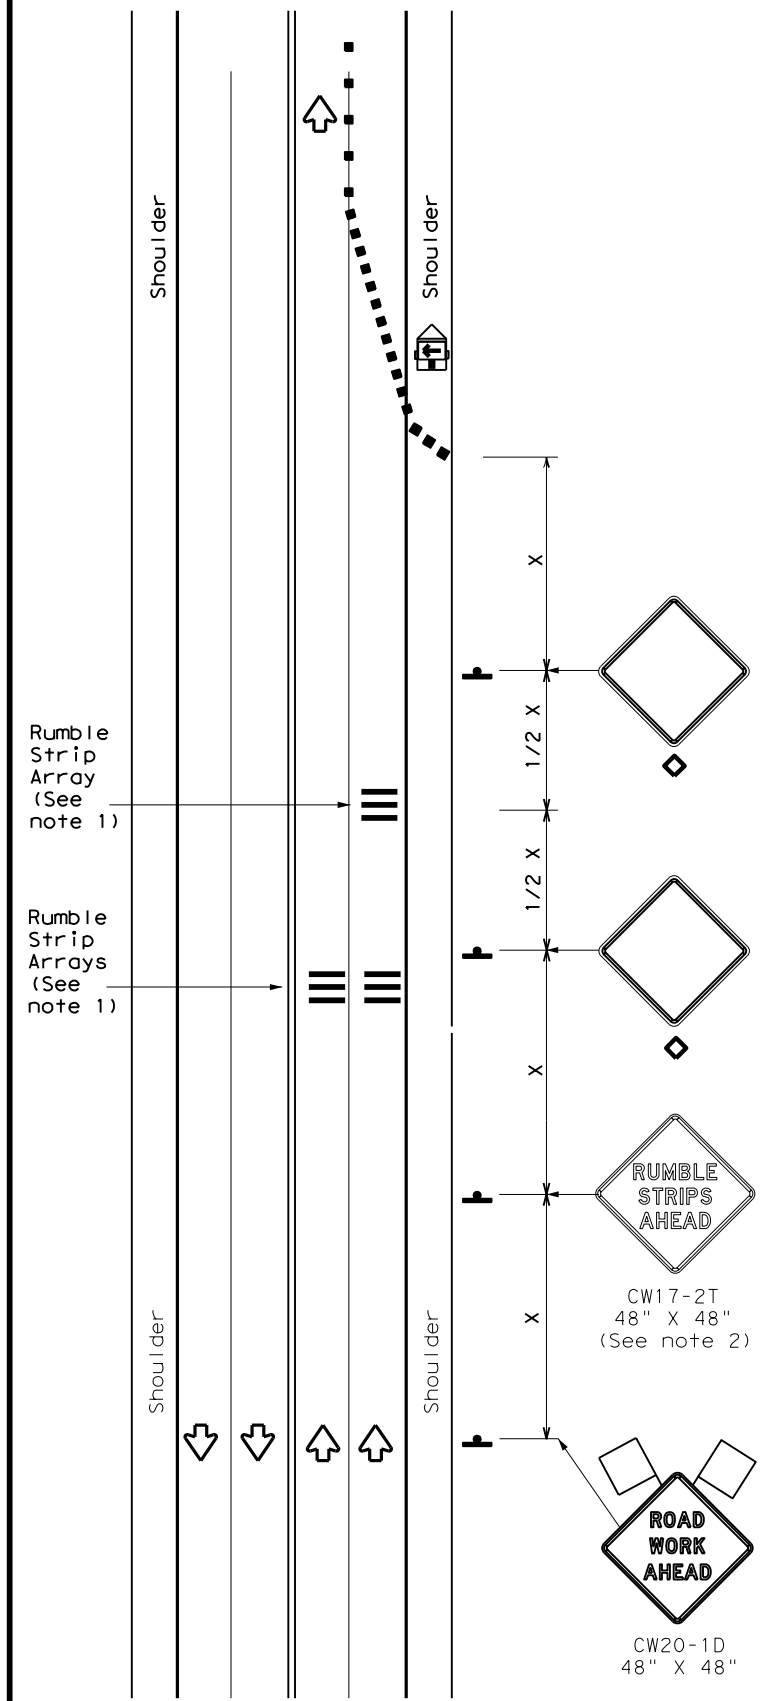 Shoulder
Shoulder
X
1/2 X
Rumble
Strip
Array
(See
note 1)
1/2 X
Rumble
Strip
Arrays
(See
note 1)
X
RUMBLE
STRIPS
AHEAD
CW17-2T
48" X 48"
(See note 2)
X
Shoulder
Shoulder
ROAD
WORK
AHEAD
CW20-1D
48" X 48"